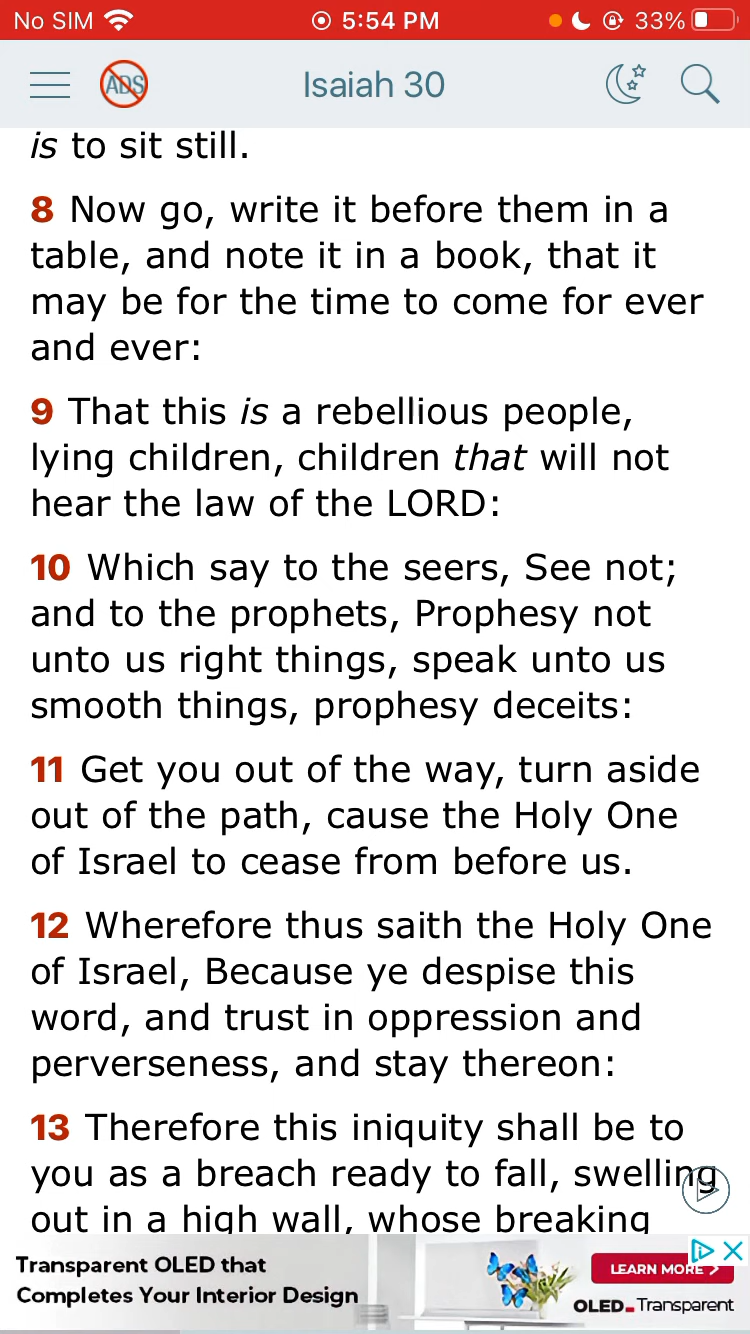 No SIM 5:54 PM 33%
ADS Isaiah 30
is to sit still.
8 Now go, write it before them in a
table, and note it in a book, that it
may be for the time to come for ever
and ever:
9 That this is a rebellious people,
lying children, children that will not
hear the law of the LORD:
10 Which say to the seers, See not;
and to the prophets, Prophesy not
unto us right things, speak unto us
smooth things, prophesy deceits:
11 Get you out of the way, turn aside
out of the path, cause the Holy One
of Israel to cease from before us.
12 Wherefore thus saith the Holy One
of Israel, Because ye despise this
word, and trust in oppression and
perverseness, and stay thereon:
13 Therefore this iniquity shall be to
you as a breach ready to fall, swelling
out in a high wall, whose breaking
Transparent OLED that
Completes Your Interior Design
LEARN MORE
OLED Transparent